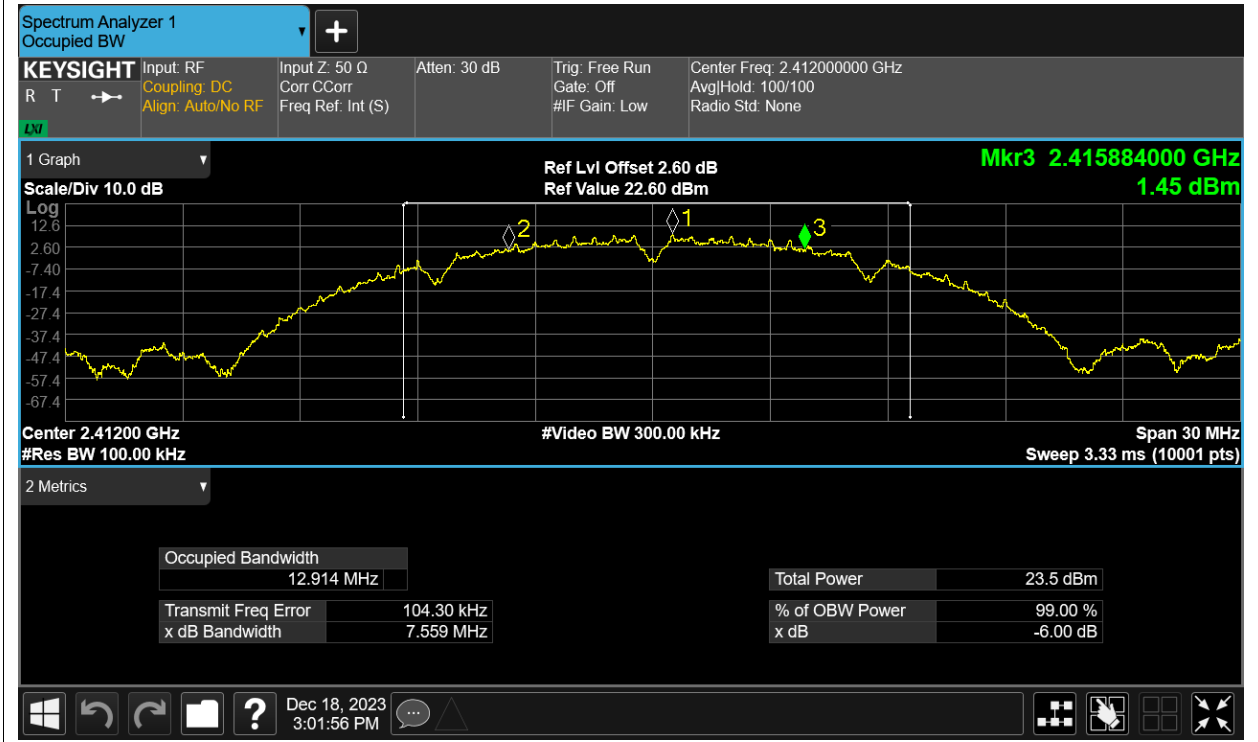 Spectrum Analyzer 1
Occupied BW
KEYSIGHT
R T
LXI
Input: RF
Coupling: DC
Align: Auto/No RF
Input Z: 50 Ω
Corr CCorr
Freq Ref: Int (S)
Atten: 30 dB
Trig: Free Run
Gate: Off
#IF Gain: Low
Center Freq: 2.412000000 GHz
Avg|Hold: 100/100
Radio Std: None
1 Graph
Scale/Div 10.0 dB
Ref Lvl Offset 2.60 dB
Ref Value 22.60 dBm
Mkr3 2.415884000 GHz
1.45 dBm
Log
12.6
2.60
-7.40
-17.4
-27.4
-37.4
-47.4
-57.4
-67.4
2
1
3
Center 2.41200 GHz
#Res BW 100.00 kHz
#Video BW 300.00 kHz
Span 30 MHz
Sweep 3.33 ms (10001 pts)
2 Metrics
Occupied Bandwidth
12.914 MHz
Total Power 23.5 dBm
Transmit Freq Error 104.30 kHz
% of OBW Power 99.00 %
x dB Bandwidth 7.559 MHz
x dB -6.00 dB
?
Dec 18, 2023
3:01:56 PM